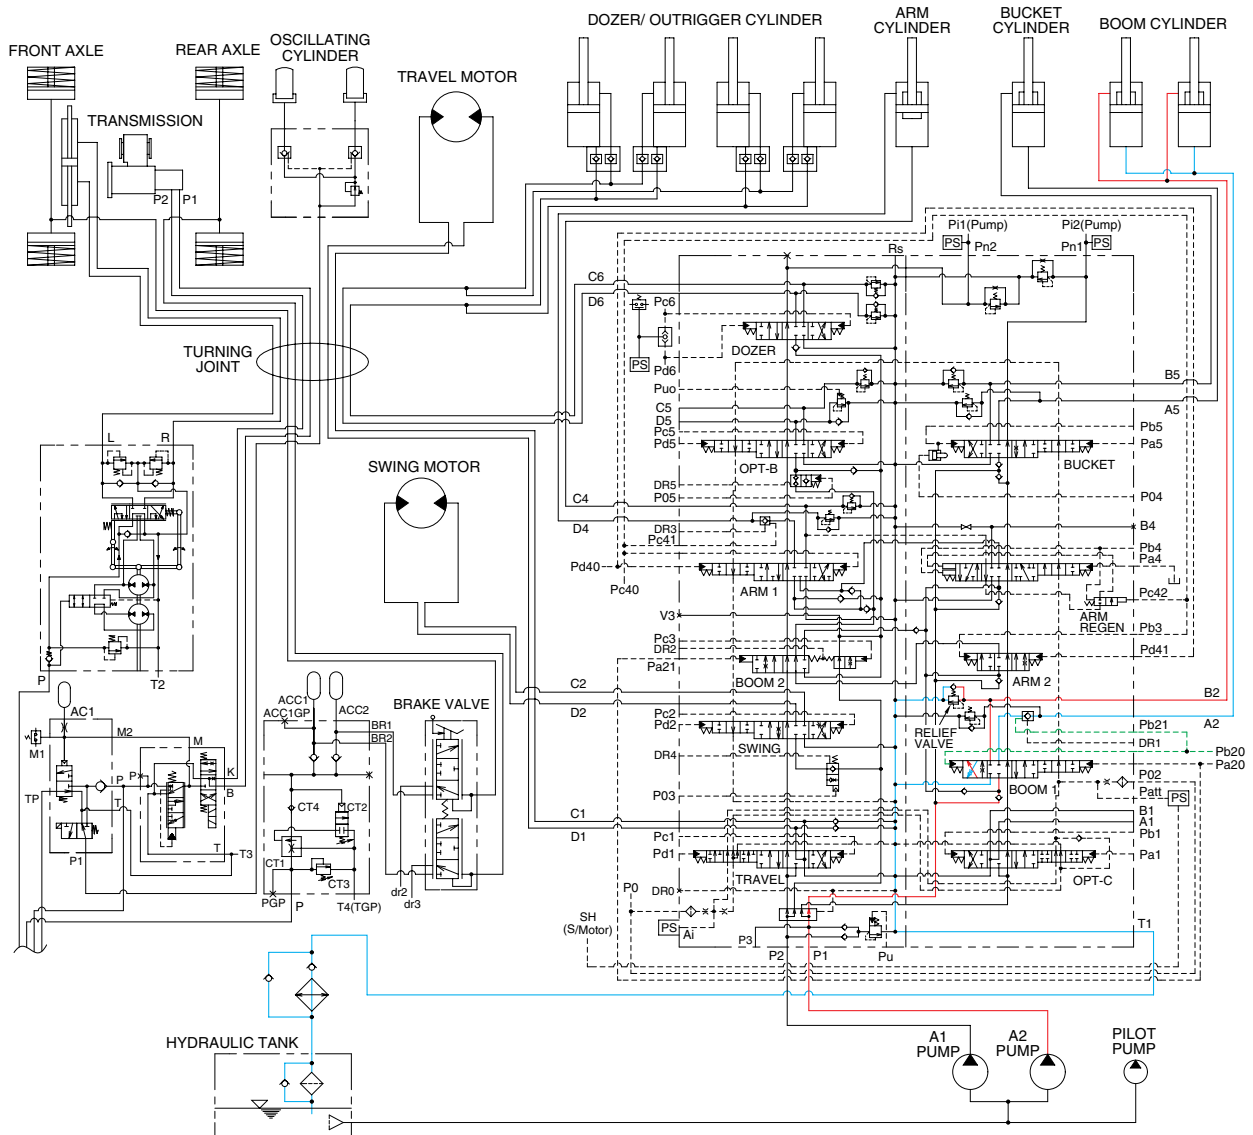 DOZER/ OUTRIGGER CYLINDER
ARM
CYLINDER
BUCKET
CYLINDER
BOOM CYLINDER
FRONT AXLE
REAR AXLE
OSCILLATING
CYLINDER
TRAVEL MOTOR
TRANSMISSION
P2
P1
Pi1(Pump)
Pi2(Pump)
PS
Pn2
Rs
Pn1
PS
C6
D6
Pc6
DOZER
PS
Pd6
TURNING
JOINT
Puo
C5
D5
Pc5
Pd5
OPT-B
B5
A5
Pb5
Pa5
BUCKET
L
R
SWING MOTOR
DR5
P05
P04
C4
D4
DR3
Pc41
B4
Pb4
Pa4
Pd40
Pc40
ARM 1
Pc42
ARM
REGEN
V3
Pc3
DR2
Pa21
BOOM 2
Pb3
Pd41
ARM 2
P
T2
C2
D2
Pc2
Pd2
SWING
DR4
P03
RELIEF
VALVE
B2
A2
Pb21
DR1
Pb20
Pa20
BOOM 1
P02
Patt
PS
AC1
M2
M1
M
P
P
K
B
TP
T
T
T3
P1
ACC1
ACC1GP
ACC2
BR1
BR2
BRAKE VALVE
CT4
CT2
CT1
CT3
PGP
P
T4(TGP)
dr2
dr3
C1
D1
Pc1
Pd1
TRAVEL
B1
A1
Pb1
Pa1
OPT-C
P0
DR0
SH
(S/Motor)
PS
Ai
P3
P2
P1
Pu
T1
HYDRAULIC TANK
A1
PUMP
A2
PUMP
PILOT
PUMP